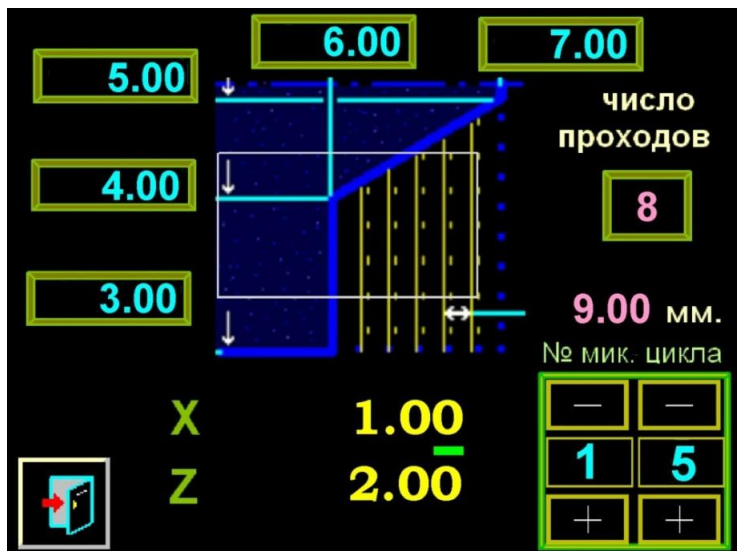 6.00
7.00
5.00
число
проходов
4.00
8
3.00
9.00 мм.
№ мик. цикла
— —
X 1.00
1 5
Z 2.00
+ +